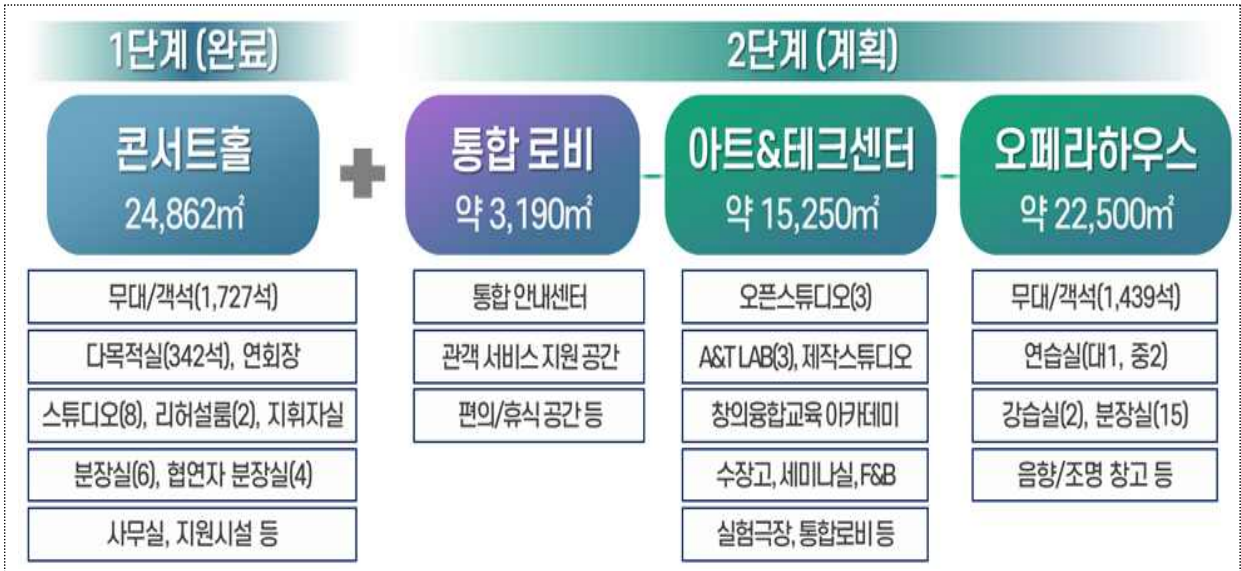 1단계 (완료)
2단계 (계획)
콘서트홀
24,862㎡
무대/객석(1,727석)
다목적실(342석), 연회장
스튜디오(8), 리허설룸(2), 지휘자실
분장실(6), 협연자 분장실(4)
사무실, 지원시설 등
통합 로비
약 3,190㎡
통합 안내센터
관객 서비스 지원 공간
편의/휴식 공간 등
아트&테크센터
약 15,250㎡
오픈스튜디오(3)
A&T LAB(3), 제작스튜디오
창의융합교육 아카데미
수장고, 세미나실, F&B
실험극장, 통합로비 등
오페라하우스
약 22,500㎡
무대/객석(1,439석)
연습실(대1, 중2)
강습실(2), 분장실(15)
음향/조명 창고 등